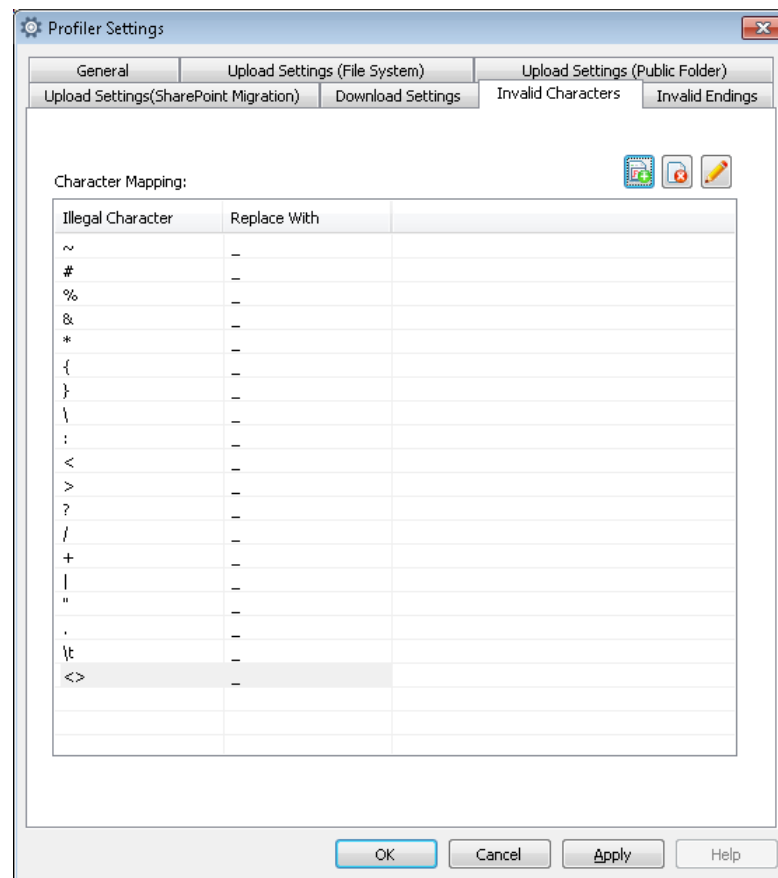 Profiler Settings
General Upload Settings (File System) Upload Settings (Public Folder)
Upload Settings(SharePoint Migration) Download Settings Invalid Characters Invalid Endings
Character Mapping:
Illegal Character Replace With
~ _
# _
% _
& _
* _
{ _
} _
\ _
: _
< _
> _
? _
/ _
+ _
| _
" _
. _
\t _
<> _
OK Cancel Apply Help